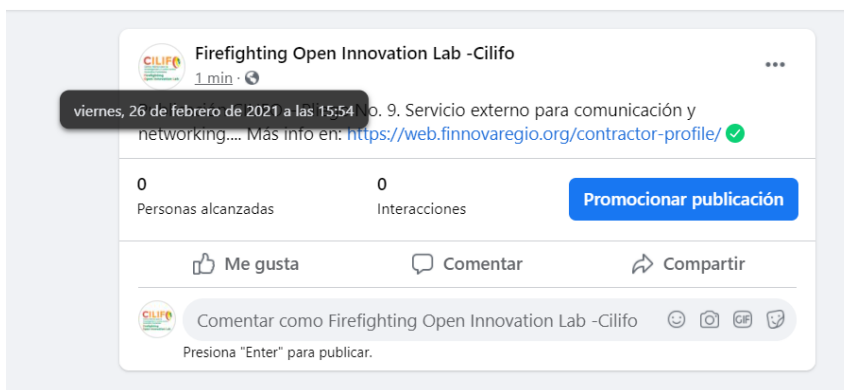 Firefighting Open Innovation Lab -Cilifo
1 min ·
viernes, 26 de febrero de 2021 a las 15:54
No. 9. Servicio externo para comunicación y
networking.... Más info en: https://web.finnovaregio.org/contractor-profile/
0
Personas alcanzadas
0
Interacciones
Promocionar publicación
Me gusta
Comentar
Compartir
CILIFO
Comentar como Firefighting Open Innovation Lab -Cilifo
GIF
Presiona "Enter" para publicar.